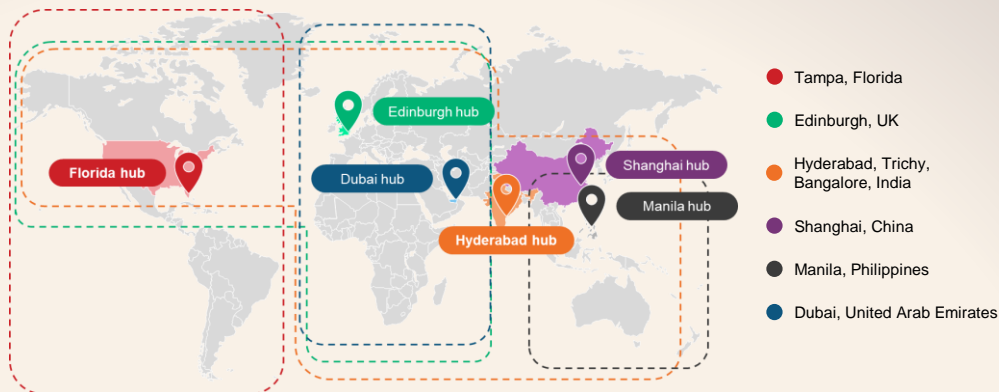 Edinburgh hub
Florida hub
Dubai hub
Shanghai hub
Manila hub
Hyderabad hub
Tampa, Florida
Edinburgh, UK
Hyderabad, Trichy,
Bangalore, India
Shanghai, China
Manila, Philippines
Dubai, United Arab Emirates